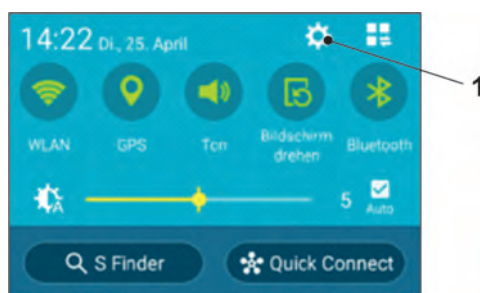 14:22 Di., 25. April
1
WLAN GPS Ton Bildschirm drehen Bluetooth
A 5 Auto
S Finder Quick Connect